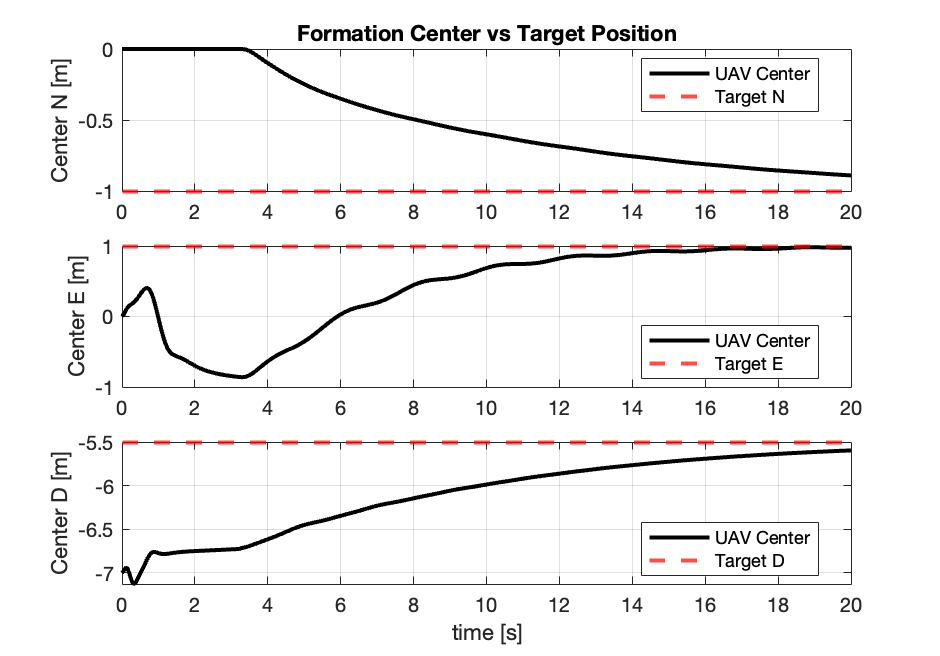 Formation Center vs Target Position
Center N [m]
0
-0.5
-1
UAV Center
Target N
0 2 4 6 8 10 12 14 16 18 20
Center E [m]
1
0
-1
UAV Center
Target E
0 2 4 6 8 10 12 14 16 18 20
Center D [m]
-5.5
-6
-6.5
-7
UAV Center
Target D
0 2 4 6 8 10 12 14 16 18 20
time [s]